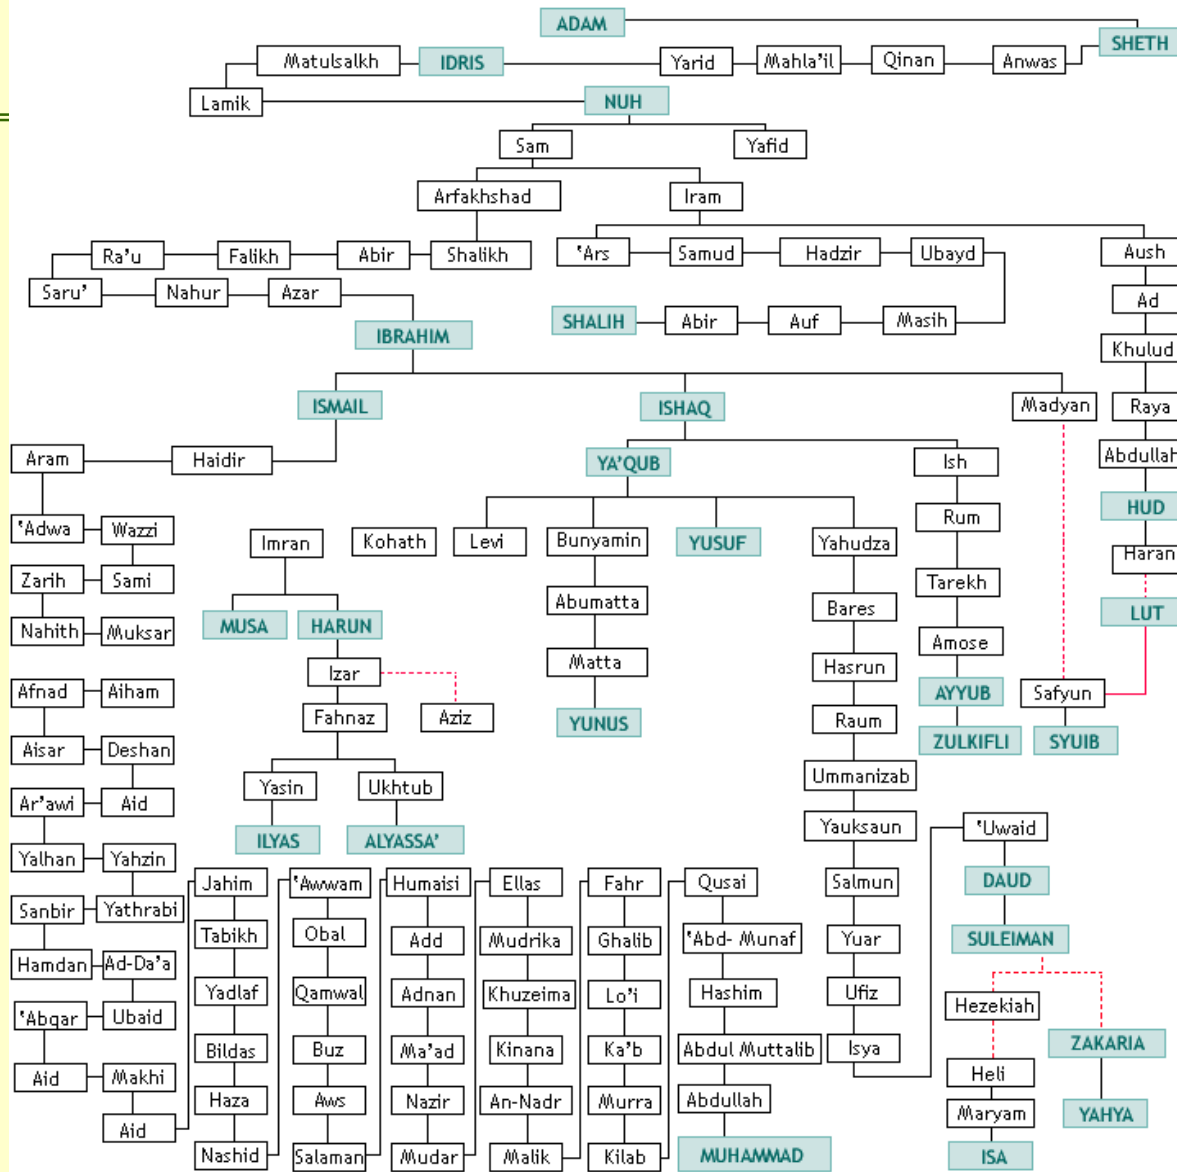 ADAM
SHETH
Matulsalkh IDRIS Yarid Mahla'il Qinan Anwas
Lamik NUH
Sam Yafid
Arfakhshad Iram
Ra'u Falikh Abir Shalikh 'Ars Samud Hadzir Ubayd Aush
Saru' Nahur Azar Ad
SHALIH Abir Auf Masih
IBRAHIM Khulud
ISMAIL ISHAQ Madyan Raya
Aram Haidir YA'QUB Ish Abdullah
'Adwa Wazzi Imran Kohath Levi Bunyamin YUSUF Yahudza Rum HUD
Haran
Zarih Sami Abumatta Bares Tarekh
Nahith Muksar MUSA HARUN Amose LUT
Izar Matta Hasrun
Afnad Aiham Fahnaz Aziz YUNUS Raum AYYUB Safyun
Aisar Deshan ZULKIFLI SYUIB
Yasin Ukhtub Ummanizab
Ar'awi Aid
ILYAS ALYASSA' Yauksaun 'Uwaid
Yalhan Yahzin
Jahim 'Awwam Humaisi Ellas Fahr Qusai Salmun DAUD
Sanbir Yathrabi
Tabikh Obal Add Mudrika Ghalib 'Abd- Munaf Yuar SULEIMAN
Hamdan Ad-Da'a
Yadlaf Qamwal Adnan Khuzeima Lo'i Hashim Ufiz Hezekiah
'Abqar Ubaid
Bildas Buz Ma'ad Kinana Ka'b Abdul Muttalib Isya ZAKARIA
Aid Makhi Heli
Haza Aws Nazir An-Nadr Murra Abdullah Maryam YAHYA
Aid
Nashid Salaman Mudar Malik Kilab MUHAMMAD ISA